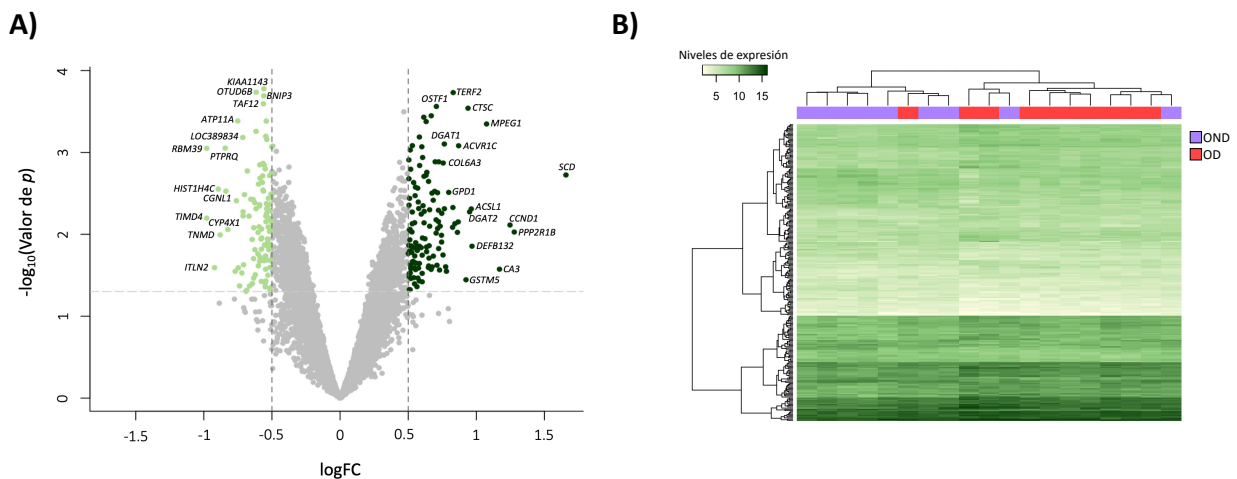 A)
B)
Niveles de expresión
5 10 15
OND
OD
-log10(Valor de p)
4
3
2
1
0
KIAA1143
OTUD6B
BNIP3
TAF12
ATP11A
LOC389834
RBM39
PTPRQ
HIST1H4C
CGNL1
TIMD4
CYP4X1
TNMD
ITLN2
TERF2
OSTF1
CTSC
MPEG1
DGAT1
ACVR1C
COL6A3
SCD
GPD1
ACSL1
DGAT2
CCND1
PPP2R1B
DEFB132
CA3
GSTM5
-1.5 -1 -0.5 0 0.5 1 1.5
logFC